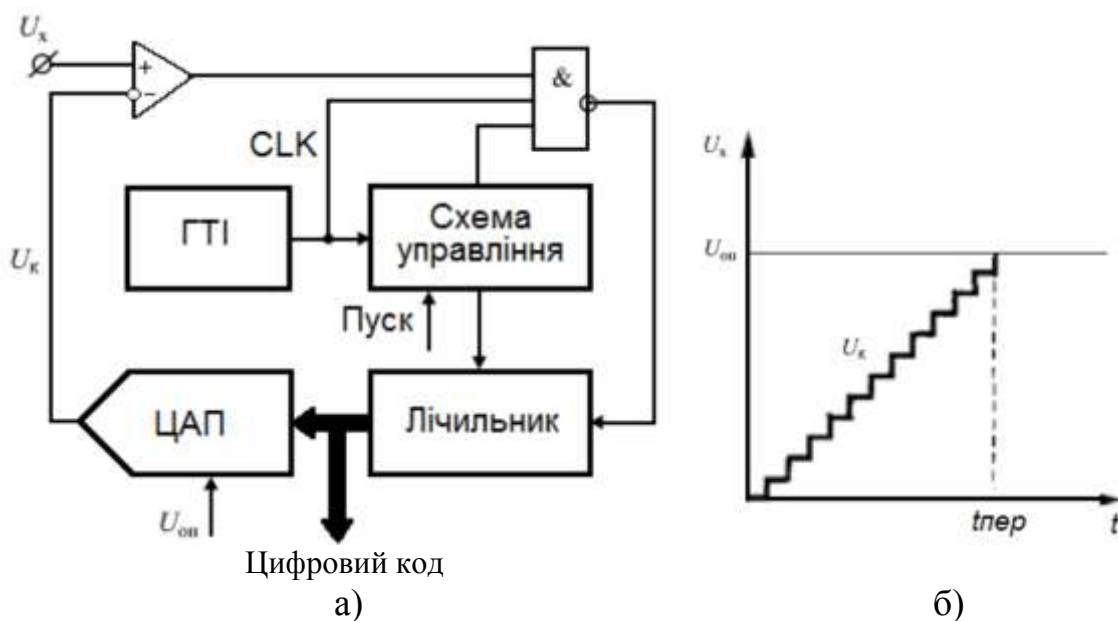 Uх
+
−
&
CLK
ГТІ
Схема
управління
Uк
Пуск
ЦАП
Лічильник
Uоп
Цифровий код
а)
Uх
Uоп
Uк
tпер
t
б)